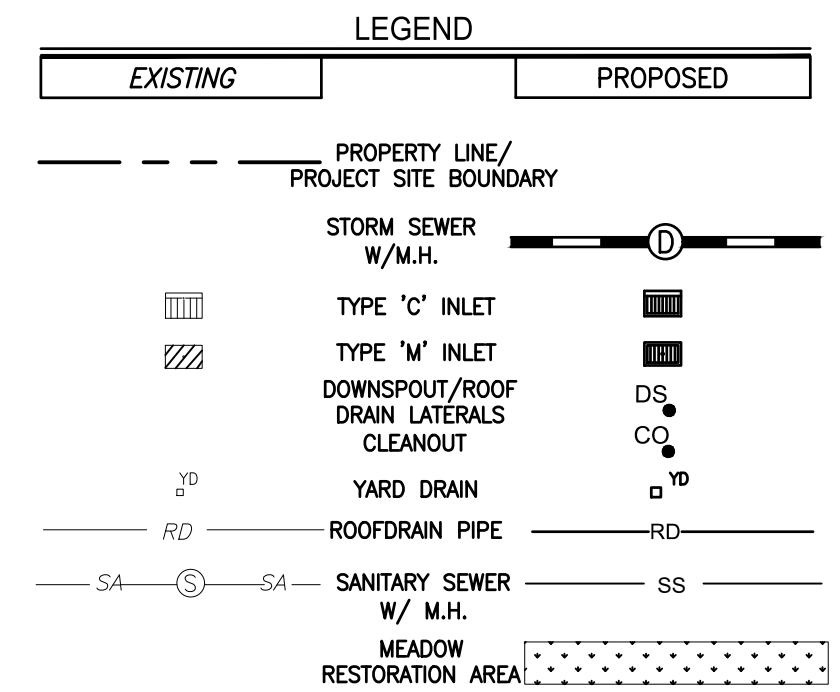 LEGEND
EXISTING PROPOSED
PROPERTY LINE/
PROJECT SITE BOUNDARY
STORM SEWER
W/M.H.
D
TYPE 'C' INLET
TYPE 'M' INLET
DOWNSPOUT/ROOF
DRAIN LATERALS
DS
CLEANOUT
CO
YD YARD DRAIN YD
RD ROOFDRAIN PIPE RD
SA S SA SANITARY SEWER SS
W/ M.H.
MEADOW
RESTORATION AREA